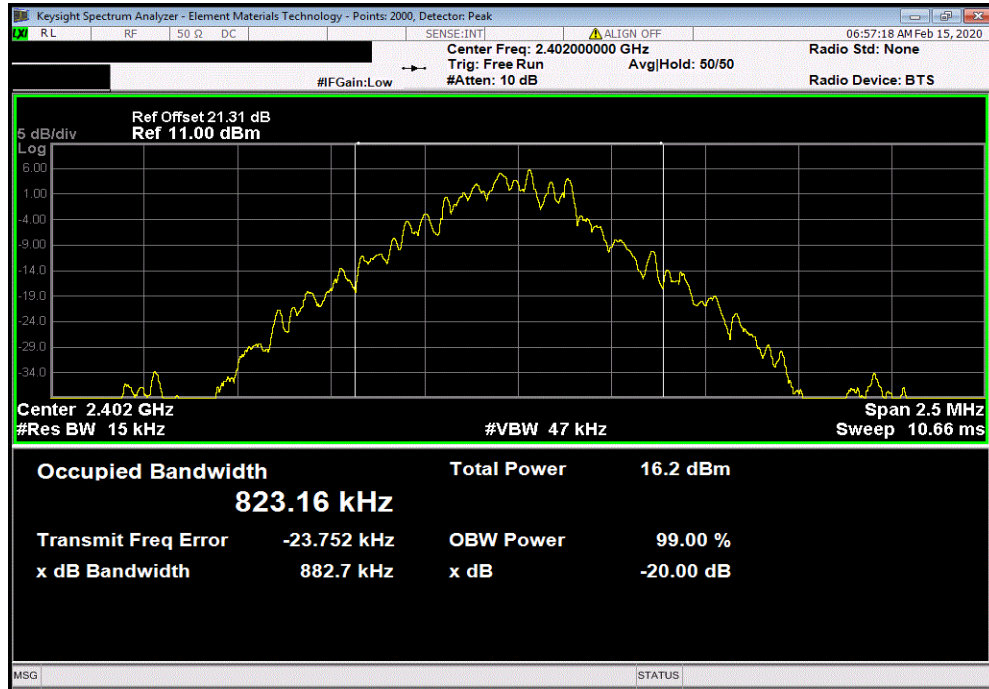 Keysight Spectrum Analyzer - Element Materials Technology - Points: 2000, Detector: Peak
LXI RL RF 50 Ω DC SENSE:INT ALIGN OFF 06:57:18 AM Feb 15, 2020
Center Freq: 2.402000000 GHz Radio Std: None
Trig: Free Run Avg|Hold: 50/50
#IFGain:Low #Atten: 10 dB Radio Device: BTS
Ref Offset 21.31 dB
5 dB/div Ref 11.00 dBm
Log
6.00
1.00
-4.00
-9.00
-14.0
-19.0
-24.0
-29.0
-34.0
Center 2.402 GHz Span 2.5 MHz
#Res BW 15 kHz #VBW 47 kHz Sweep 10.66 ms
Occupied Bandwidth Total Power 16.2 dBm
823.16 kHz
Transmit Freq Error -23.752 kHz OBW Power 99.00 %
x dB Bandwidth 882.7 kHz x dB -20.00 dB
MSG STATUS